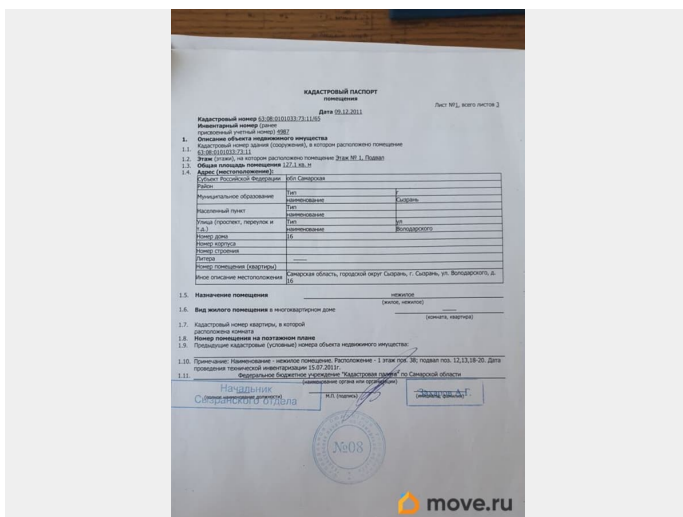 КАДАСТРОВЫЙ ПАСПОРТ
помещения
Лист №1, всего листов 3
Дата 09.12.2011
Кадастровый номер 63:08:0101033:73:11/65
Инвентарный номер (ранее
присвоенный учетный номер) 4987
1. Описание объекта недвижимого имущества
1.1. Кадастровый номер здания (сооружения), в котором расположено помещение
63:08:0101033:73:11
1.2. Этаж (этажи), на котором расположено помещение Этаж № 1, Подвал
1.3. Общая площадь помещения 127.1 кв. м
1.4. Адрес (местоположение):
Субъект Российской Федерации обл Самарская
Район
Муниципальное образование Тип г
наименование Сызрань
Населенный пункт Тип
наименование
Улица (проспект, переулок и т.д.) Тип ул
наименование Володарского
Номер дома 16
Номер корпуса
Номер строения
Литера
Номер помещения (квартиры)
Иное описание местоположения Самарская область, городской округ Сызрань, г. Сызрань, ул. Володарского, д. 16
1.5. Назначение помещения нежилое
(жилое, нежилое)
1.6. Вид жилого помещения в многоквартирном доме
(комната, квартира)
1.7. Кадастровый номер квартиры, в которой
расположена комната
1.8. Номер помещения на поэтажном плане
1.9. Предыдущие кадастровые (условные) номера объекта недвижимого имущества:
1.10. Примечание: Наименование - нежилое помещение. Расположение - 1 этаж поз. 38; подвал поз. 12,13,18-20. Дата
проведения технической инвентаризации 15.07.2011г.
1.11. Федеральное бюджетное учреждение "Кадастровая палата" по Самарской области
(наименование органа или организации)
Начальник
Сызранского отдела
М.П. (подпись)
№08
move.ru